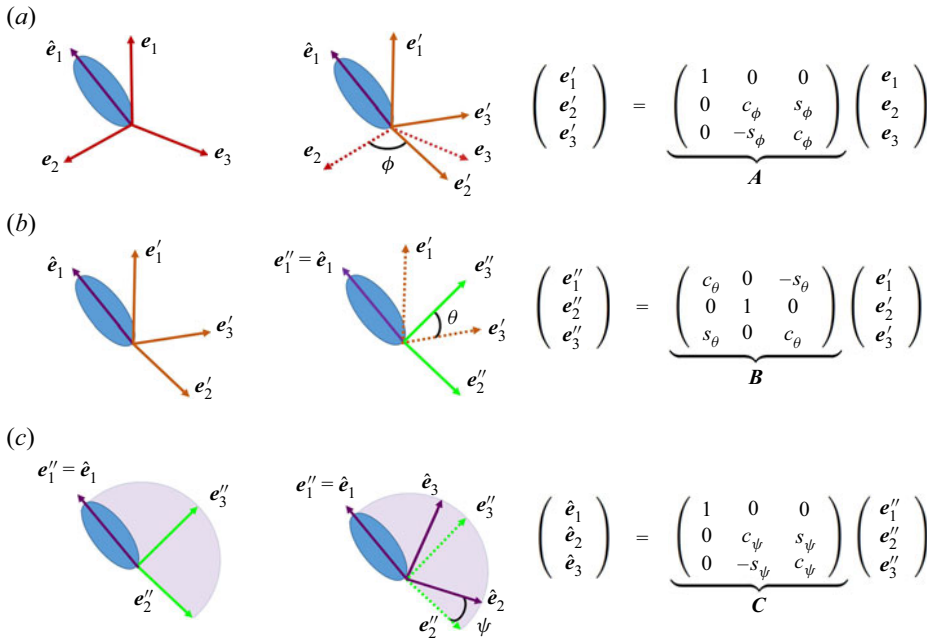 (a)
ê1 e1 ê1 e′1
e′3
e2 e3 e2 ϕ e3
e′2
( e′1 ) = ( 1 0 0 ) ( e1 )
( e′2 ) ( 0 cϕ sϕ ) ( e2 )
( e′3 ) ( 0 −sϕ cϕ ) ( e3 )
A
(b)
ê1 e′1 e″1 = ê1 e′1
e″3
e′3 θ e′3
e′2 e″2
( e″1 ) = ( cθ 0 −sθ ) ( e′1 )
( e″2 ) ( 0 1 0 ) ( e′2 )
( e″3 ) ( sθ 0 cθ ) ( e′3 )
B
(c)
e″1 = ê1 e″3 e″1 = ê1 ê3 e″3
e″2 ê2
e″2 ψ
( ê1 ) = ( 1 0 0 ) ( e″1 )
( ê2 ) ( 0 cψ sψ ) ( e″2 )
( ê3 ) ( 0 −sψ cψ ) ( e″3 )
C